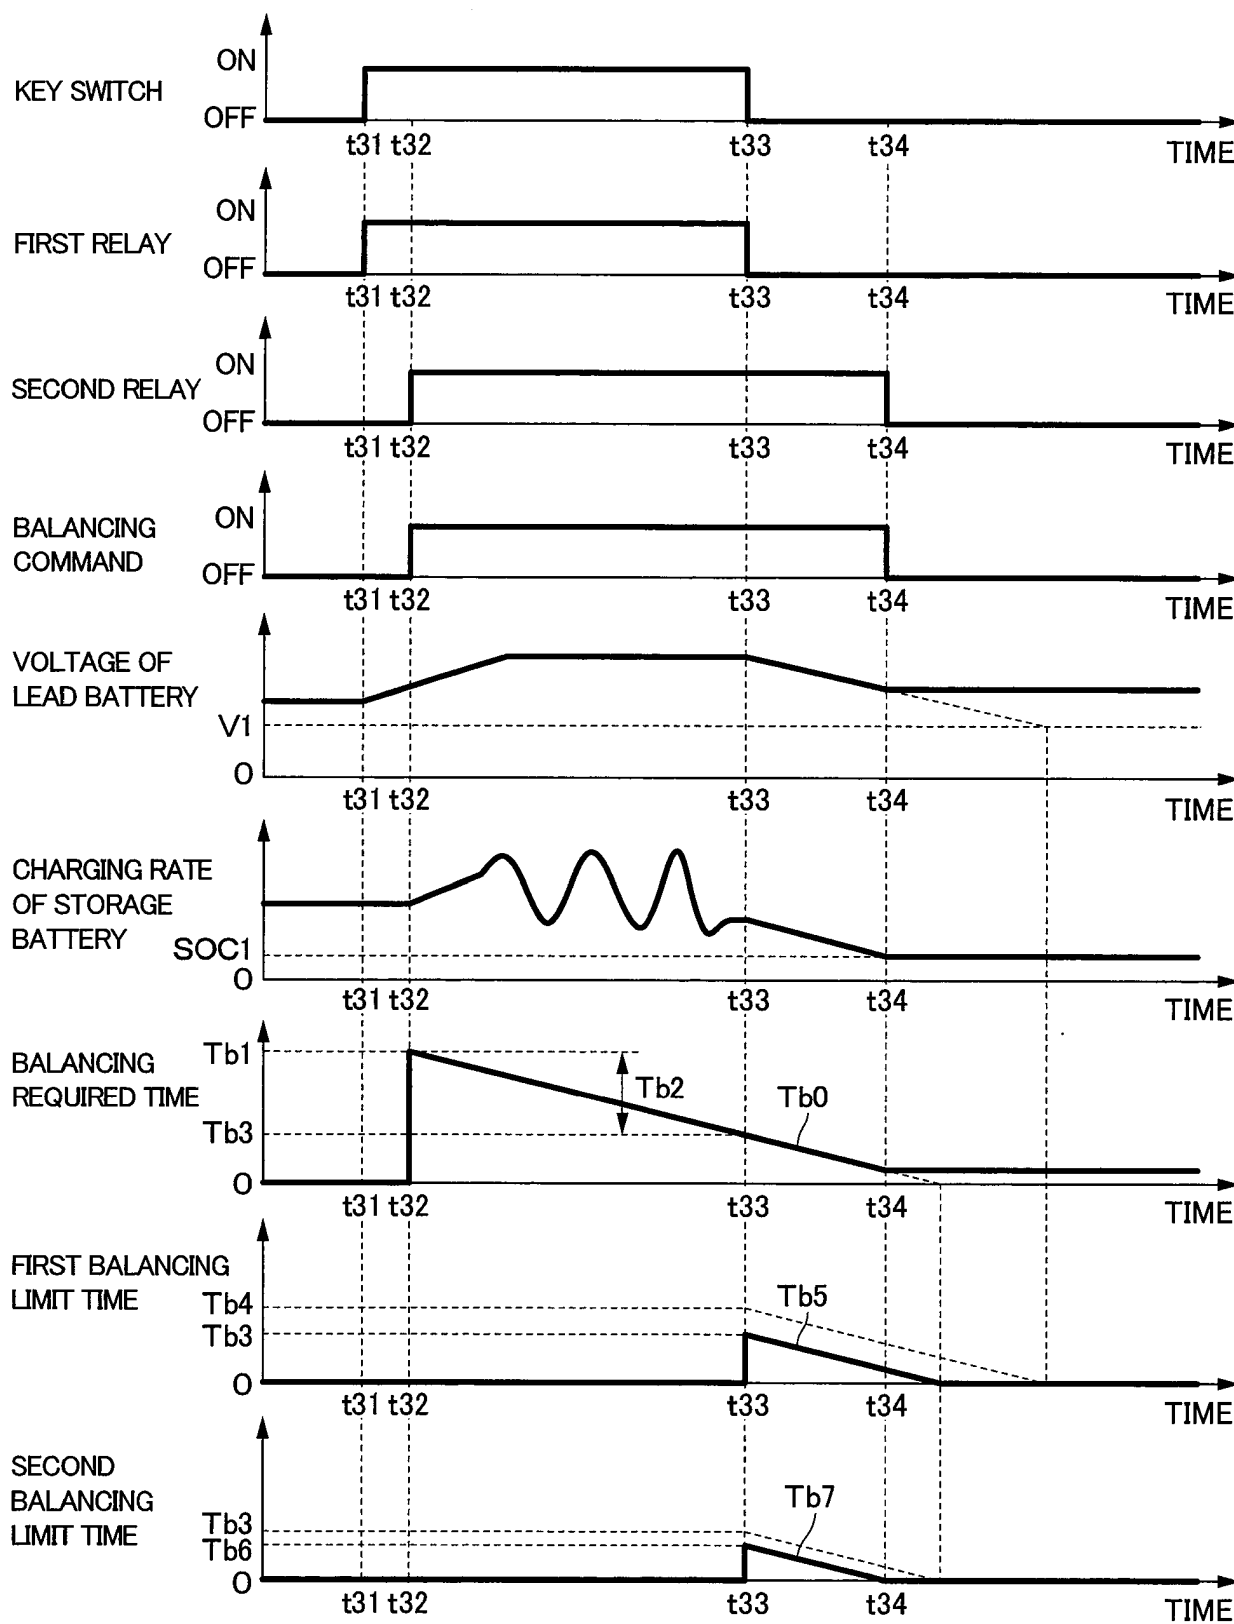 ON
KEY SWITCH
OFF
t31 t32 t33 t34
TIME
ON
FIRST RELAY
OFF
t31 t32 t33 t34
TIME
ON
SECOND RELAY
OFF
t31 t32 t33 t34
TIME
ON
BALANCING
COMMAND
OFF
t31 t32 t33 t34
TIME
VOLTAGE OF
LEAD BATTERY
V1
0
t31 t32 t33 t34
TIME
CHARGING RATE
OF STORAGE
BATTERY
SOC1
0
t31 t32 t33 t34
TIME
Tb1
BALANCING
REQUIRED TIME
Tb2
Tb0
Tb3
0
t31 t32 t33 t34
TIME
FIRST BALANCING
LIMIT TIME
Tb4
Tb5
Tb3
0
t31 t32 t33 t34
TIME
SECOND
BALANCING
LIMIT TIME
Tb7
Tb3
Tb6
0
t31 t32 t33 t34
TIME